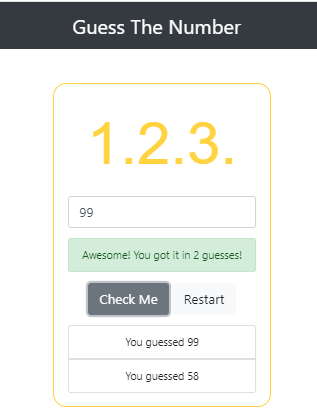 Guess The Number
1.2.3.
99
Awesome! You got it in 2 guesses!
Check Me Restart
You guessed 99
You guessed 58